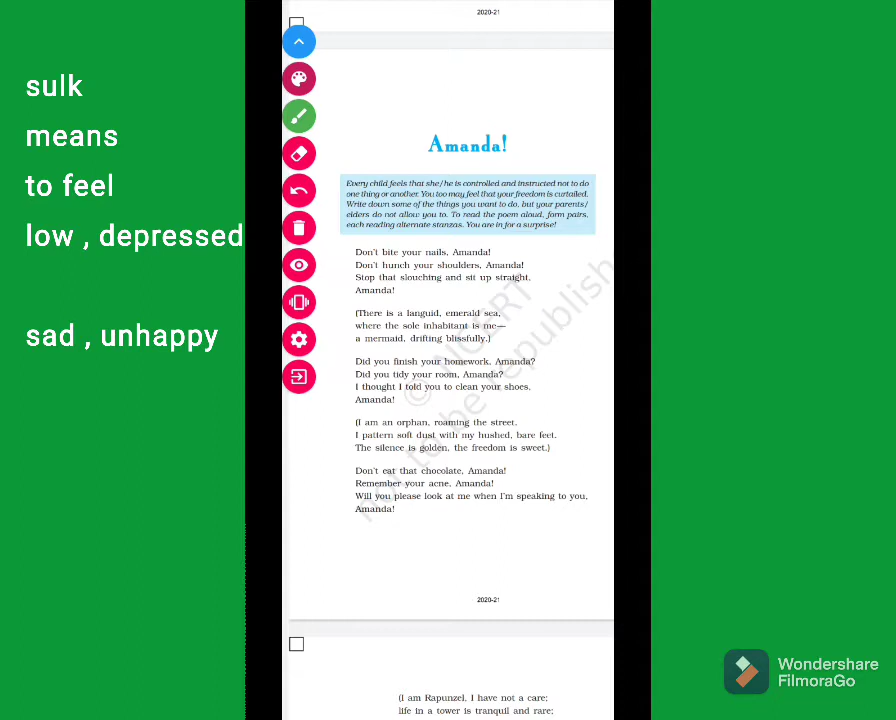 sulk
means
to feel
low , depressed
sad , unhappy
2020-21
Amanda!
Every child feels that she/he is controlled and instructed not to do
one thing or another. You too may feel that your freedom is curtailed.
Write down some of the things you want to do, but your parents/
elders do not allow you to. To read the poem aloud, form pairs,
each reading alternate stanzas. You are in for a surprise!
Don't bite your nails, Amanda!
Don't hunch your shoulders, Amanda!
Stop that slouching and sit up straight,
Amanda!
(There is a languid, emerald sea,
where the sole inhabitant is me—
a mermaid, drifting blissfully.)
Did you finish your homework, Amanda?
Did you tidy your room, Amanda?
I thought I told you to clean your shoes,
Amanda!
(I am an orphan, roaming the street.
I pattern soft dust with my hushed, bare feet.
The silence is golden, the freedom is sweet.)
Don't eat that chocolate, Amanda!
Remember your acne, Amanda!
Will you please look at me when I'm speaking to you,
Amanda!
2020-21
(I am Rapunzel, I have not a care;
life in a tower is tranquil and rare;
© NCERT
not to be republish
Wondershare
FilmoraGo